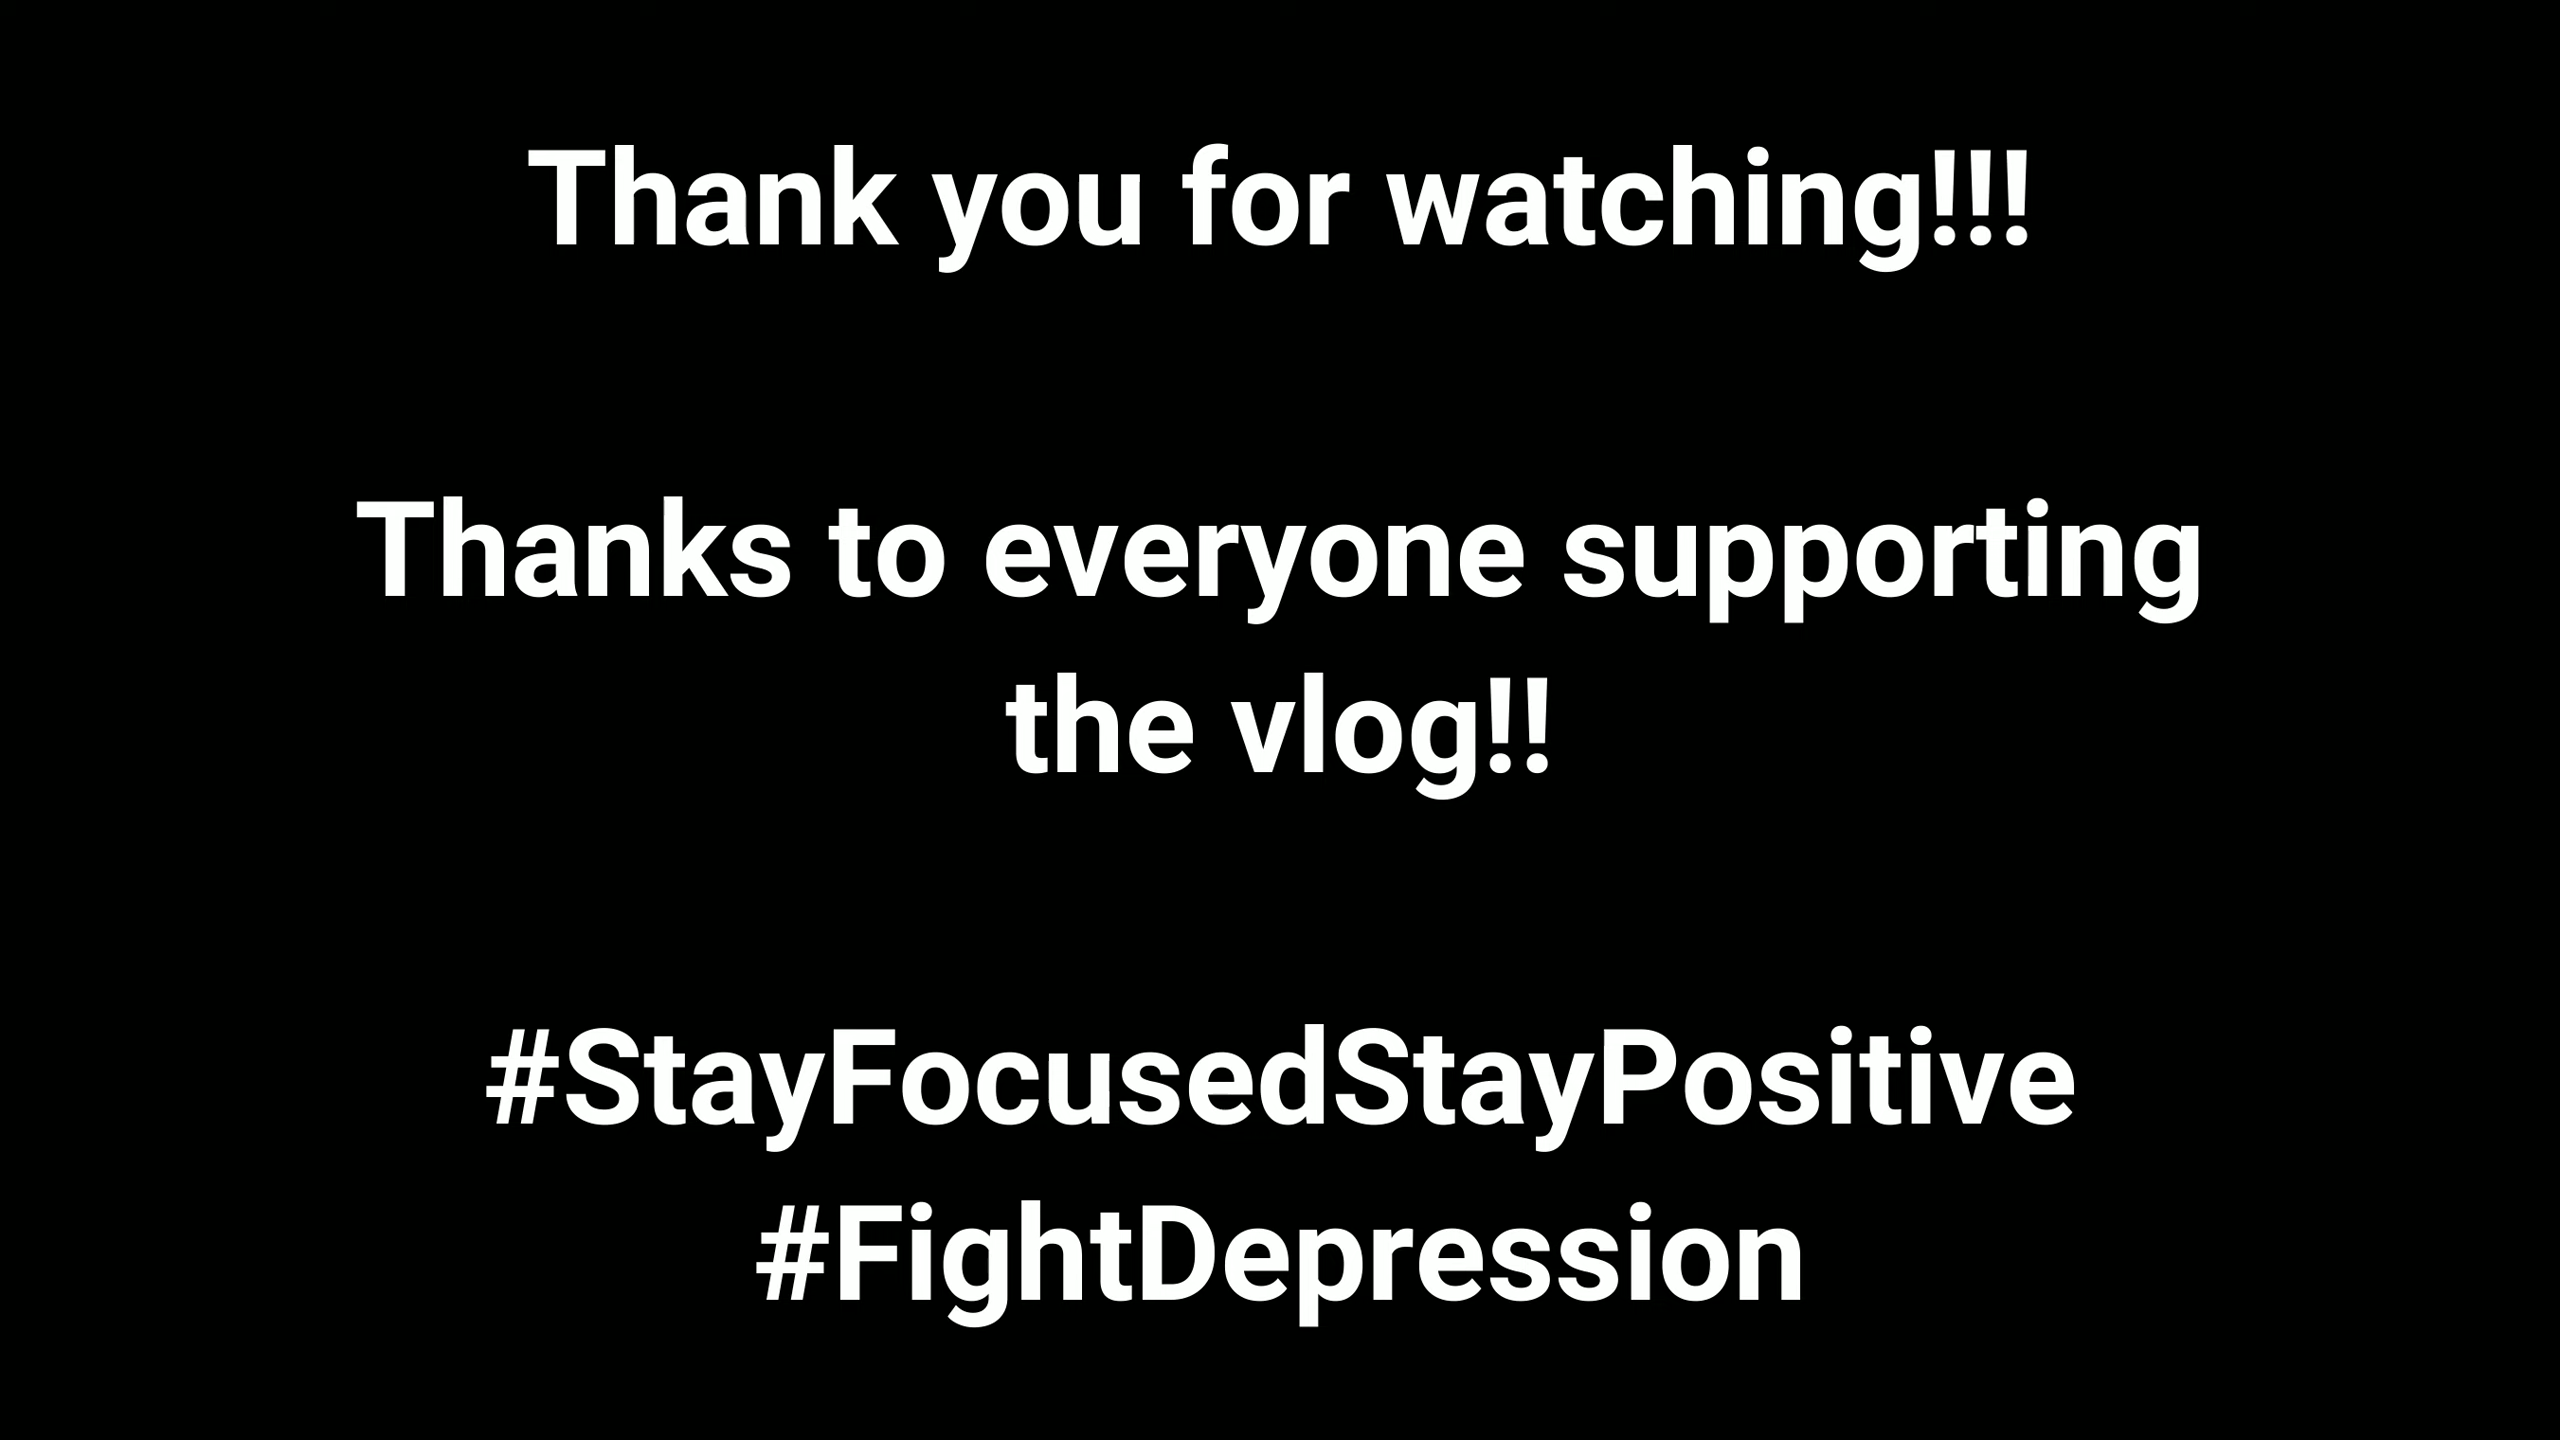 Thank you for watching!!!
Thanks to everyone supporting
the vlog!!
#StayFocusedStayPositive
#FightDepression